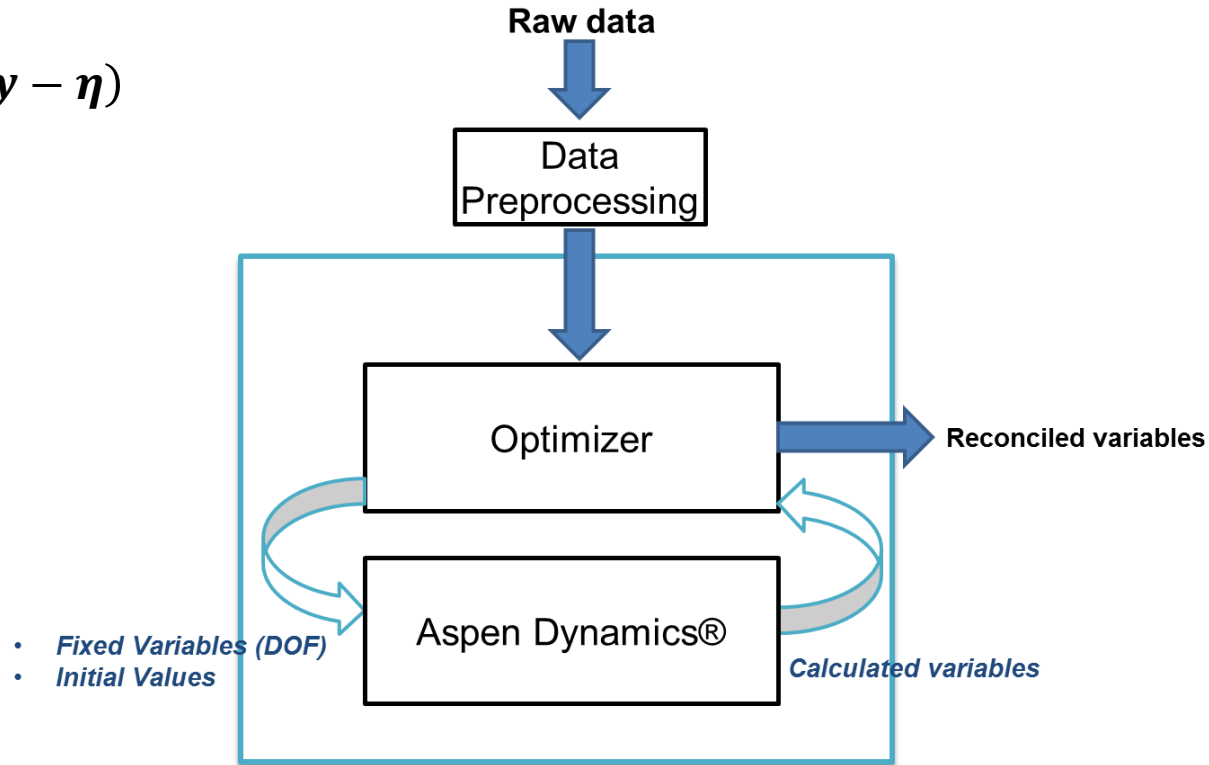 Raw data
y − η)
Data
Preprocessing
Optimizer
Reconciled variables
Aspen Dynamics®
• Fixed Variables (DOF)
• Initial Values
Calculated variables